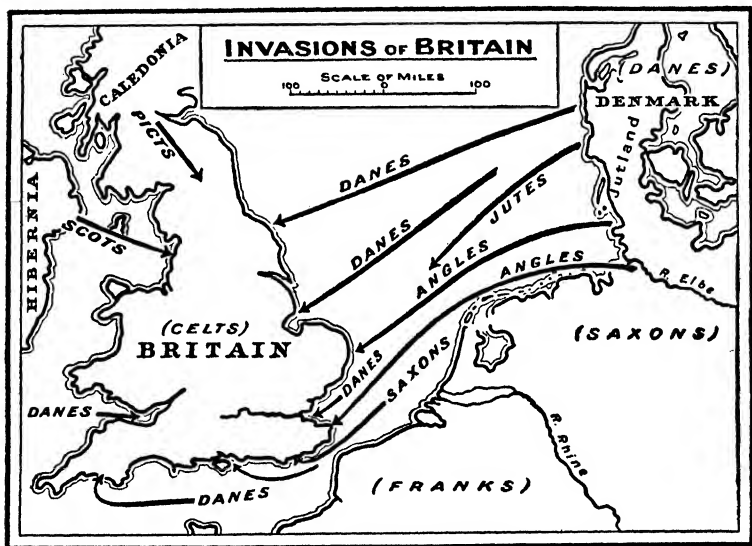 INVASIONS OF BRITAIN
SCALE OF MILES
100 0 100
CALEDONIA
PICTS
(DANES)
DENMARK
Jutland
DANES
JUTES
HIBERNIA
SCOTS
DANES
ANGLES
ANGLES
R. Elbe
(CELTS)
BRITAIN
(SAXONS)
DANES
SAXONS
DANES
R. Rhine
DANES
(FRANKS)